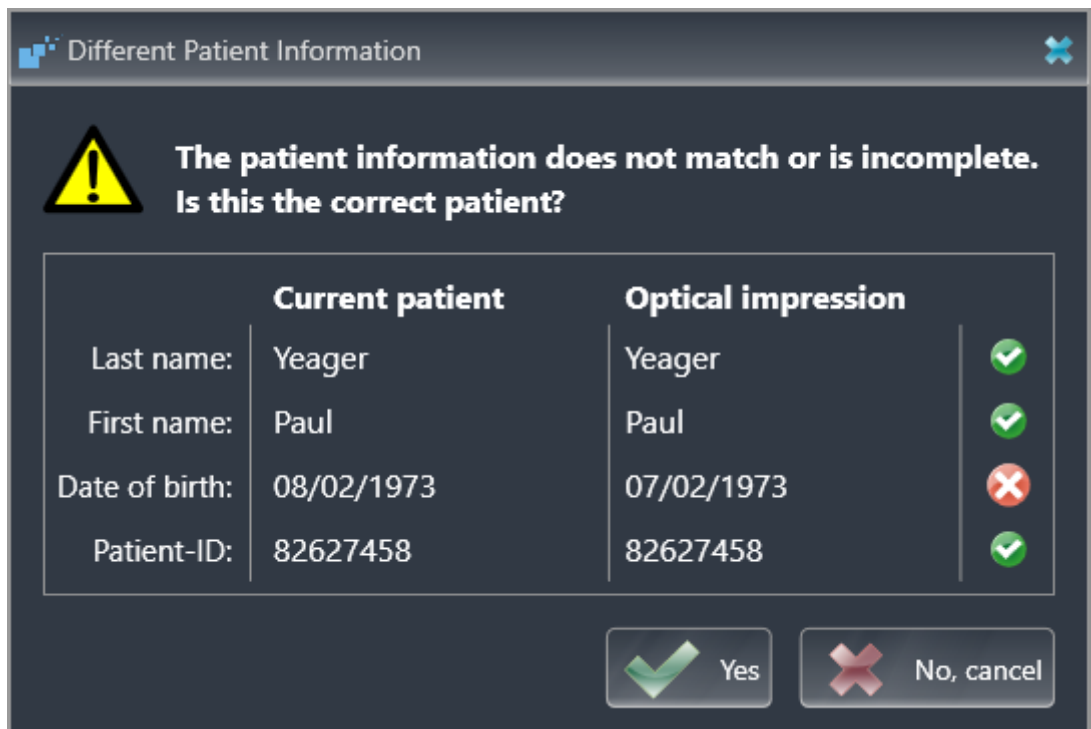 Different Patient Information
The patient information does not match or is incomplete.
Is this the correct patient?
Current patient Optical impression
Last name: Yeager Yeager
First name: Paul Paul
Date of birth: 08/02/1973 07/02/1973
Patient-ID: 82627458 82627458
Yes No, cancel